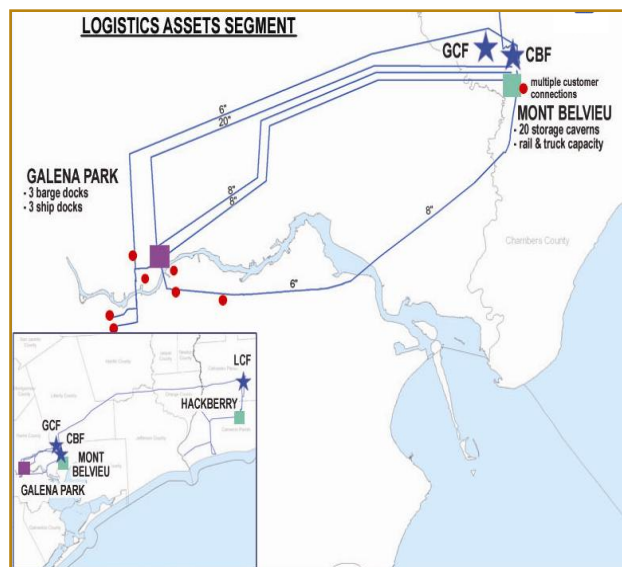 LOGISTICS ASSETS SEGMENT
GCF
CBF
multiple customer
connections
MONT BELVIEU
- 20 storage caverns
- rail & truck capacity
6"
20"
GALENA PARK
- 3 barge docks
- 3 ship docks
8"
8"
8"
Chambers County
6"
LCF
HACKBERRY
GCF
CBF
MONT
BELVIEU
GALENA PARK